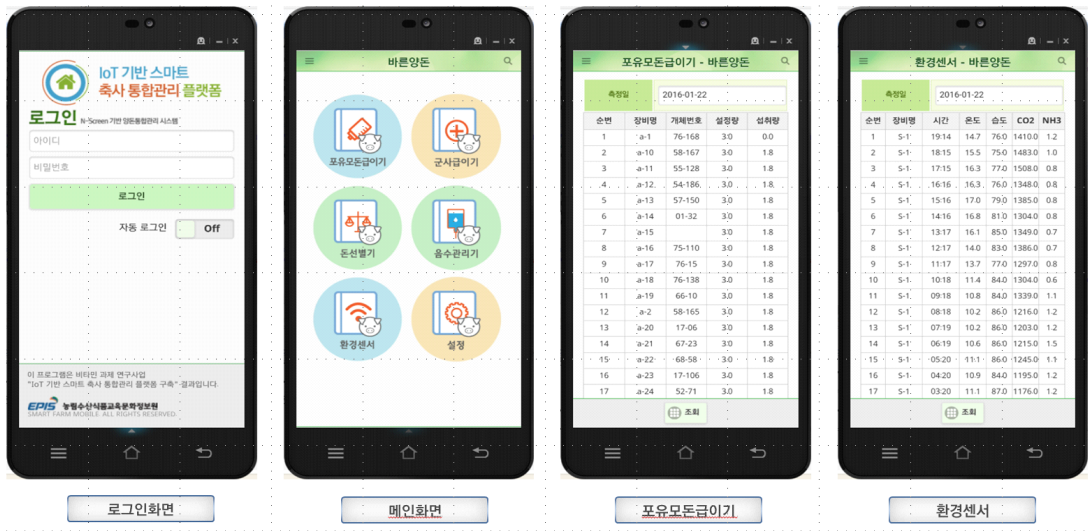 IoT 기반 스마트
축사 통합관리 플랫폼
로그인 N-Screen 기반 양돈통합관리 시스템
아이디
비밀번호
로그인
자동 로그인 Off
이 프로그램은 비타민 과제 연구사업
"IoT 기반 스마트 축사 통합관리 플랫폼 구축" 결과입니다.
EPIS 농림수산식품교육문화정보원
SMART FARM MOBILE. ALL RIGHTS RESERVED.
로그인화면
바른양돈
포유모돈급이기 군사급이기
돈선별기 음수관리기
환경센서 설정
메인화면
포유모돈급이기 - 바른양돈
측정일 2016-01-22
순번 장비명 개체번호 설정량 섭취량
1 a-1 76-168 3.0 0.0
2 a-10 58-167 3.0 1.8
3 a-11 55-128 3.0 1.8
4 a-12 54-186 3.0 1.8
5 a-13 57-150 3.0 1.8
6 a-14 01-32 3.0 1.8
7 a-15 3.0 1.8
8 a-16 75-110 3.0 1.8
9 a-17 76-15 3.0 1.8
10 a-18 76-138 3.0 1.8
11 a-19 66-10 3.0 1.8
12 a-2 58-165 3.0 1.8
13 a-20 17-06 3.0 1.8
14 a-21 67-23 3.0 1.8
15 a-22 68-58 3.0 1.8
16 a-23 17-106 3.0 1.8
17 a-24 52-71 3.0 1.8
조회
포유모돈급이기
환경센서 - 바른양돈
측정일 2016-01-22
순번 장비명 시간 온도 습도 CO2 NH3
1 S-1 19:14 14.7 76.0 1410.0 1.2
2 S-1 18:15 15.5 75.0 1483.0 1.0
3 S-1 17:15 16.3 77.0 1508.0 0.8
4 S-1 16:16 16.3 76.0 1348.0 0.8
5 S-1 15:16 17.0 79.0 1385.0 0.8
6 S-1 14:16 16.8 81.0 1304.0 0.8
7 S-1 13:17 16.1 85.0 1349.0 0.7
8 S-1 12:17 14.0 83.0 1386.0 0.7
9 S-1 11:17 13.7 77.0 1297.0 0.8
10 S-1 10:18 11.4 84.0 1304.0 0.6
11 S-1 09:18 10.8 84.0 1339.0 1.1
12 S-1 08:18 10.2 86.0 1216.0 1.2
13 S-1 07:19 10.2 86.0 1203.0 1.2
14 S-1 06:19 10.6 86.0 1215.0 1.5
15 S-1 05:20 11.1 86.0 1245.0 1.1
16 S-1 04:20 10.9 84.0 1195.0 1.2
17 S-1 03:20 11.1 87.0 1176.0 1.2
조회
환경센서